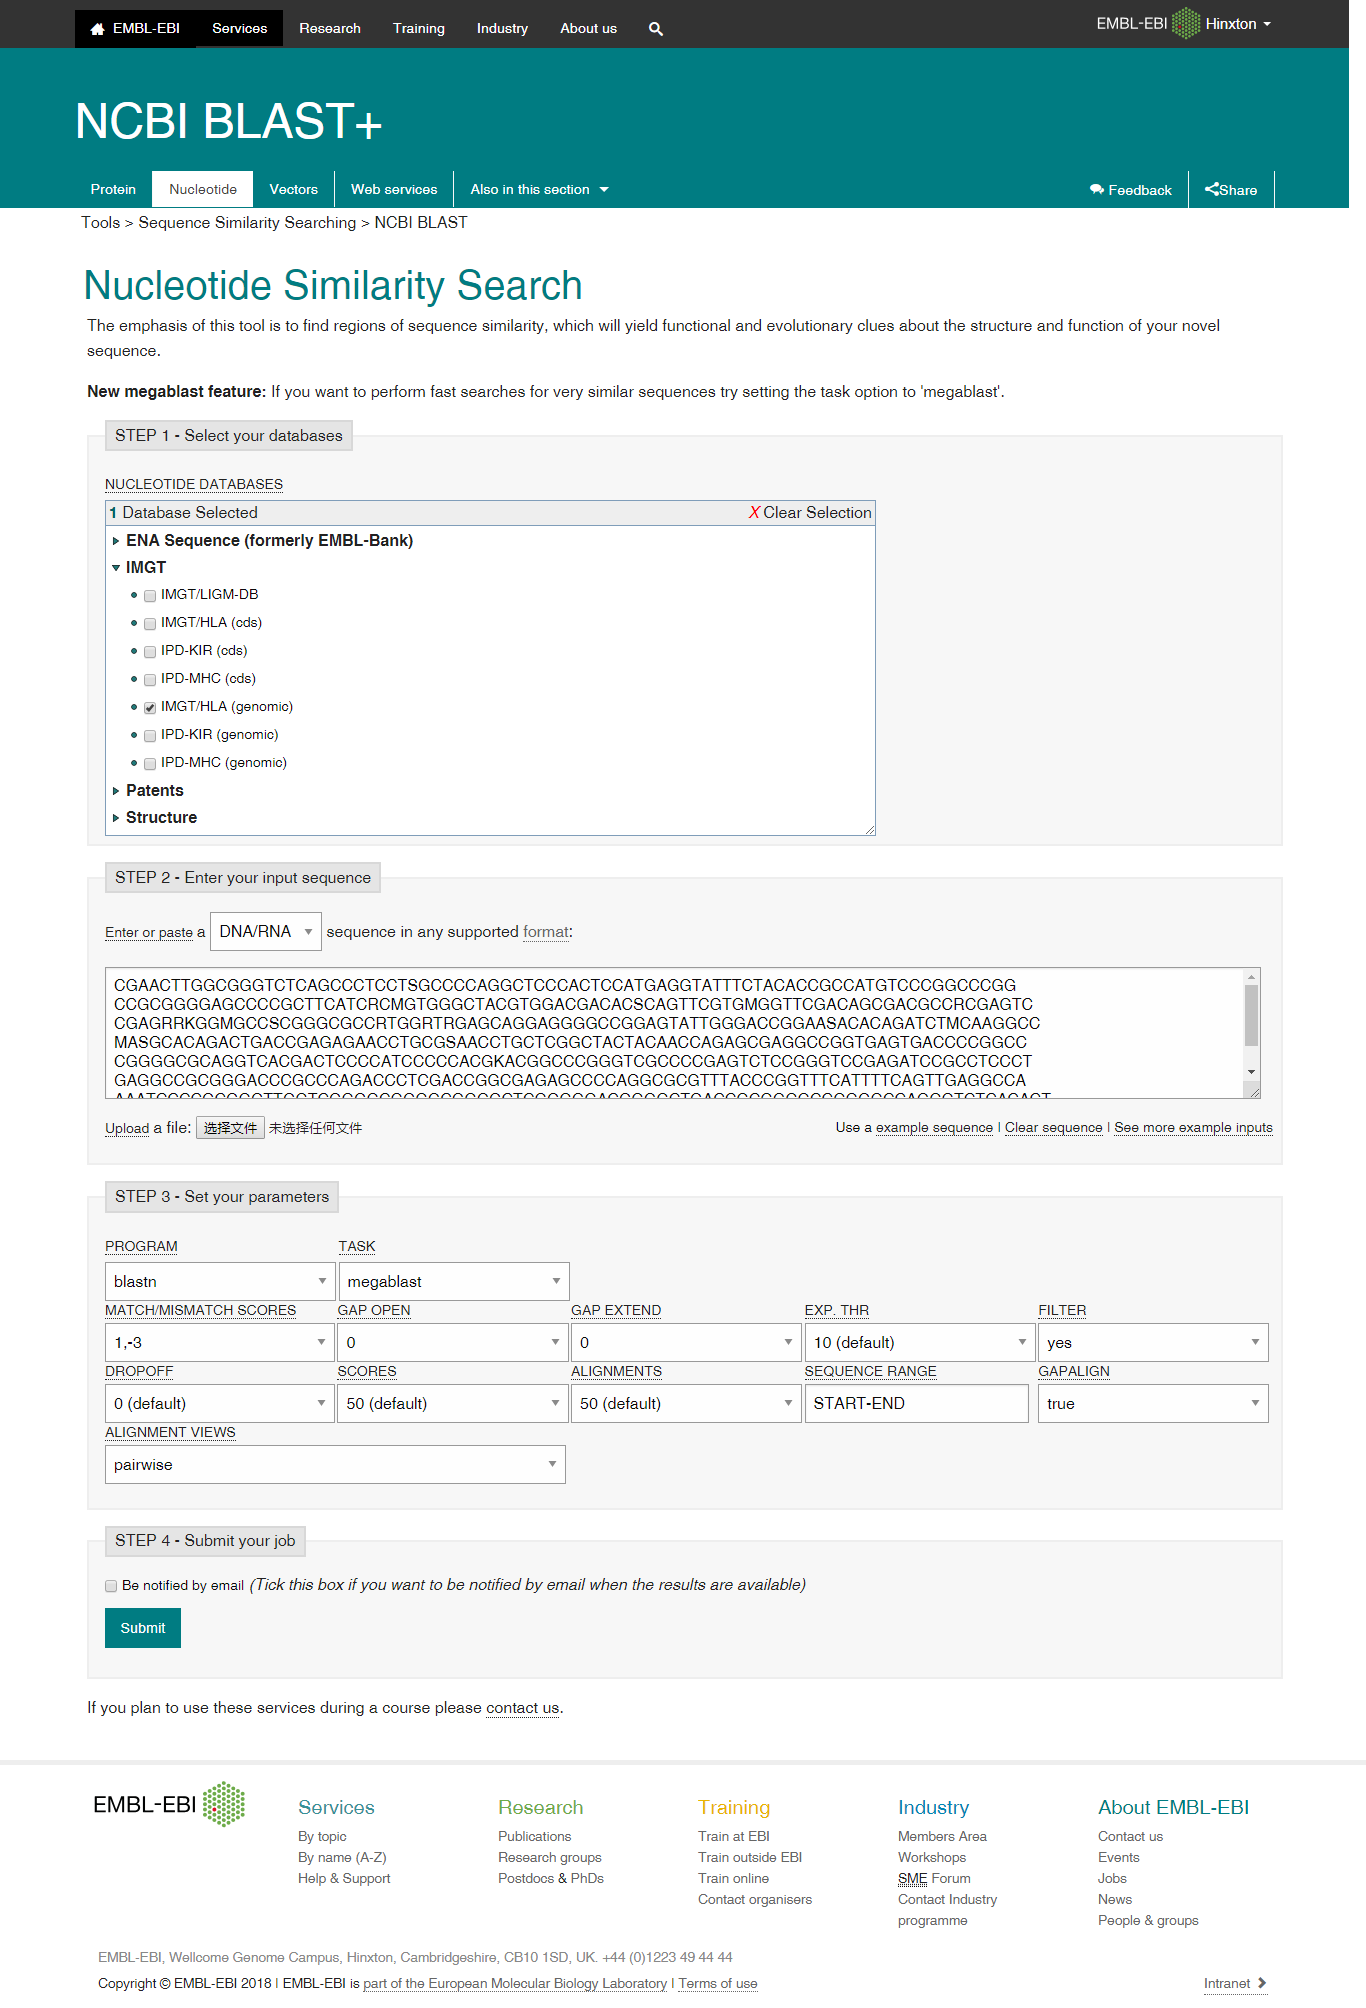 EMBL-EBI Services Research Training Industry About us EMBL-EBI Hinxton
NCBI BLAST+
Protein Nucleotide Vectors Web services Also in this section Feedback Share
Tools > Sequence Similarity Searching > NCBI BLAST
Nucleotide Similarity Search
The emphasis of this tool is to find regions of sequence similarity, which will yield functional and evolutionary clues about the structure and function of your novel
sequence.
New megablast feature: If you want to perform fast searches for very similar sequences try setting the task option to 'megablast'.
STEP 1 - Select your databases
NUCLEOTIDE DATABASES
1 Database Selected X Clear Selection
ENA Sequence (formerly EMBL-Bank)
IMGT
IMGT/LIGM-DB
IMGT/HLA (cds)
IPD-KIR (cds)
IPD-MHC (cds)
IMGT/HLA (genomic)
IPD-KIR (genomic)
IPD-MHC (genomic)
Patents
Structure
STEP 2 - Enter your input sequence
Enter or paste a DNA/RNA sequence in any supported format:
CGAACTTGGCGGGTCTCAGCCCTCCTSGCCCCAGGCTCCCACTCCATGAGGTATTTCTACACCGCCATGTCCCGGCCCGG
CCGCGGGGAGCCCCGCTTCATCRCMGTGGGCTACGTGGACGACACSCAGTTCGTGMGGTTCGACAGCGACGCCRCGAGTC
CGAGRRKGGMGCCSCGGGCGCCRTGGRTRGAGCAGGAGGGGCCGGAGTATTGGGACCGGAASACACAGATCTMCAAGGCC
MASGCACAGACTGACCGAGAGAACCTGCGSAACCTGCTCGGCTACTACAACCAGAGCGAGGCCGGTGAGTGACCCCGGCC
CGGGGCGCAGGTCACGACTCCCCATCCCCCACGKACGGCCCGGGTCGCCCCGAGTCTCCGGGTCCGAGATCCGCCTCCCT
GAGGCCGCGGGACCCGCCCAGACCCTCGACCGGCGAGAGCCCCAGGCGCGTTTACCCGGTTTCATTTTCAGTTGAGGCCA
Upload a file: 选择文件 未选择任何文件 Use a example sequence | Clear sequence | See more example inputs
STEP 3 - Set your parameters
PROGRAM TASK
blastn megablast
MATCH/MISMATCH SCORES GAP OPEN GAP EXTEND EXP. THR FILTER
1,-3 0 0 10 (default) yes
DROPOFF SCORES ALIGNMENTS SEQUENCE RANGE GAPALIGN
0 (default) 50 (default) 50 (default) START-END true
ALIGNMENT VIEWS
pairwise
STEP 4 - Submit your job
Be notified by email (Tick this box if you want to be notified by email when the results are available)
Submit
If you plan to use these services during a course please contact us.
EMBL-EBI Services Research Training Industry About EMBL-EBI
By topic Publications Train at EBI Members Area Contact us
By name (A-Z) Research groups Train outside EBI Workshops Events
Help & Support Postdocs & PhDs Train online SME Forum Jobs
Contact organisers Contact Industry News
programme People & groups
EMBL-EBI, Wellcome Genome Campus, Hinxton, Cambridgeshire, CB10 1SD, UK. +44 (0)1223 49 44 44
Copyright © EMBL-EBI 2018 | EMBL-EBI is part of the European Molecular Biology Laboratory | Terms of use Intranet